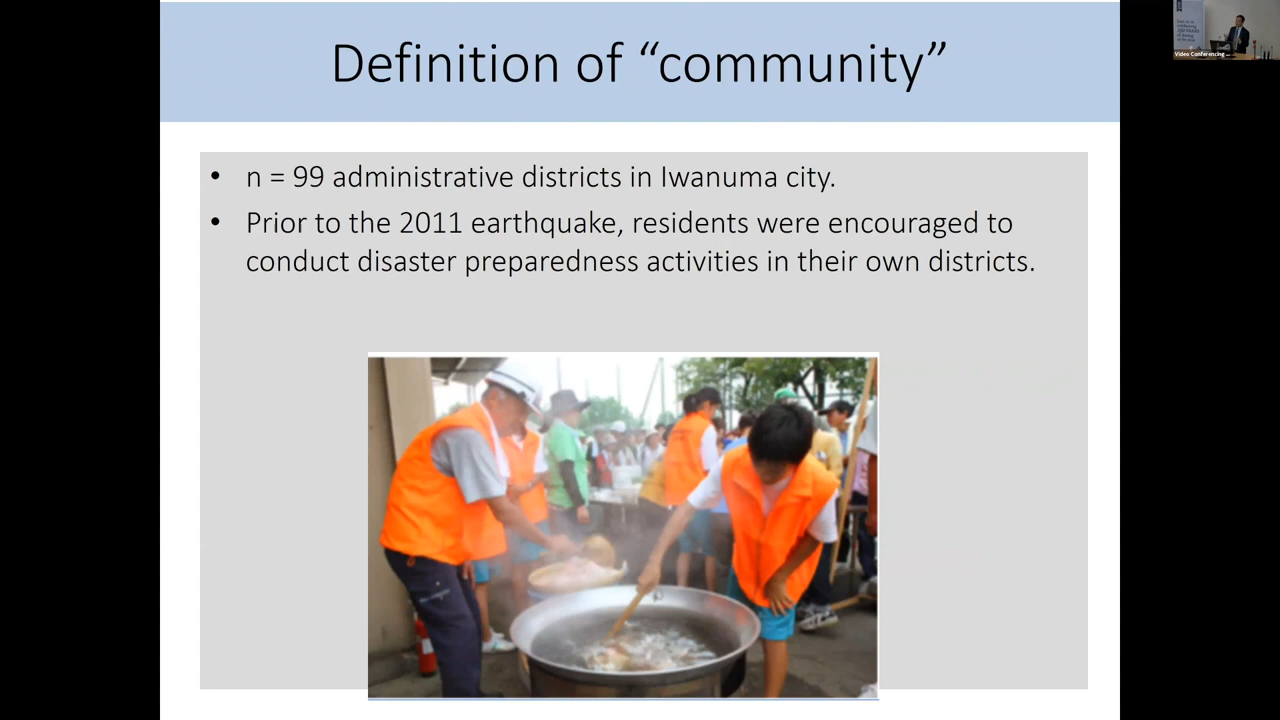 Definition of “community”
• n = 99 administrative districts in Iwanuma city.
• Prior to the 2011 earthquake, residents were encouraged to
conduct disaster preparedness activities in their own districts.
Video Conferencing ...